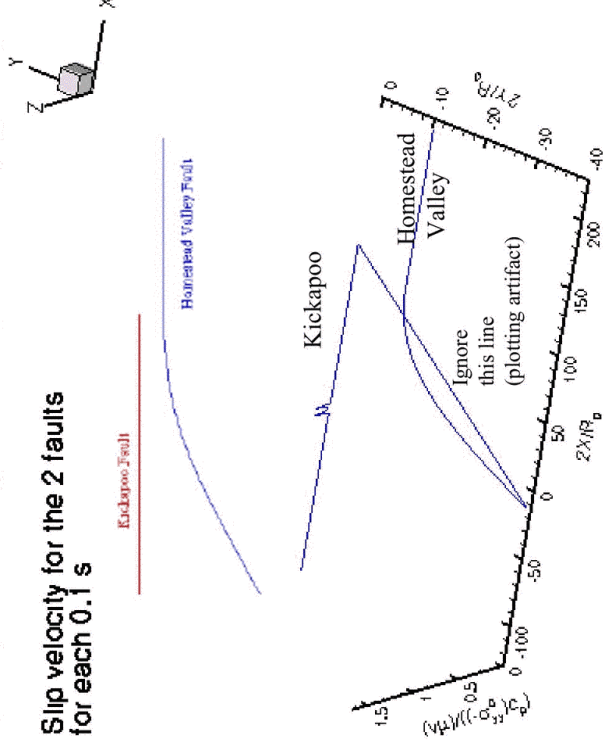 Slip velocity for the 2 faults
for each 0.1 s
Z
Y
X
Kickapoo Fault
Homestead Valley Fault
Kickapoo
Homestead
Valley
Ignore
this line
(plotting artifact)
1.5
1
0.5
0
-100
-50
0
50
100
150
200
2X/R₀
0
-10
-20
-30
-40
2Y/R₀